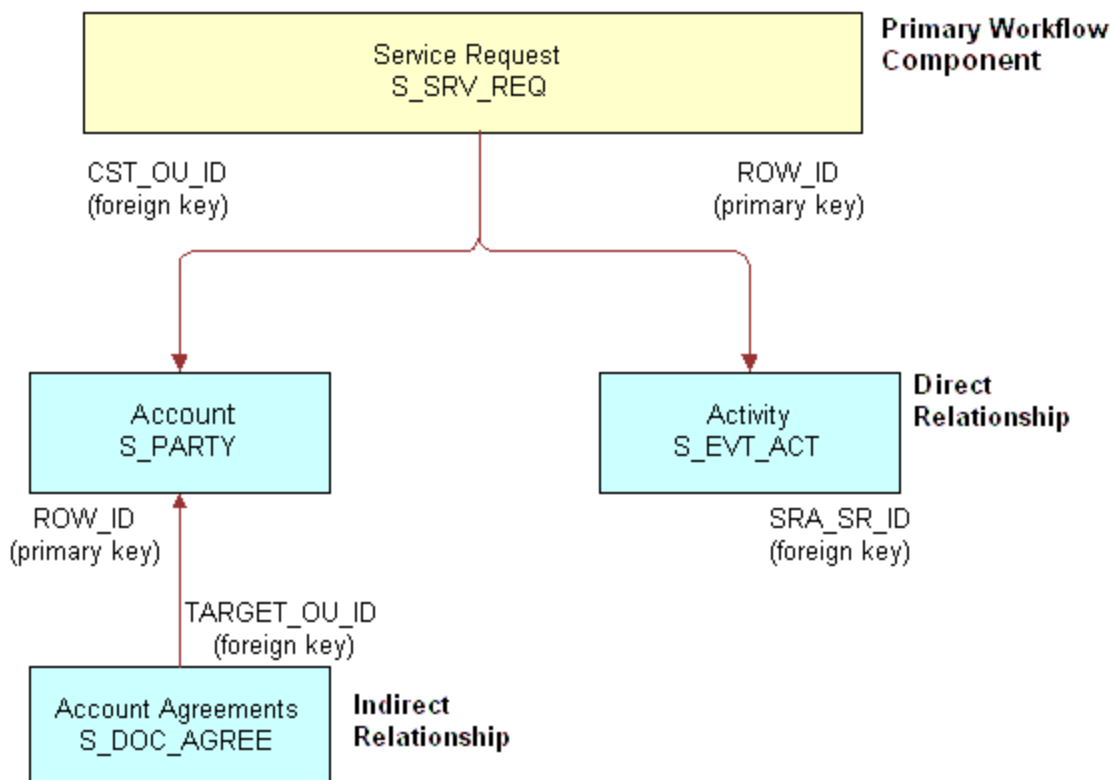 Service Request
S_SRV_REQ
Primary Workflow
Component
CST_OU_ID
(foreign key)
ROW_ID
(primary key)
Account
S_PARTY
Activity
S_EVT_ACT
Direct
Relationship
ROW_ID
(primary key)
SRA_SR_ID
(foreign key)
TARGET_OU_ID
(foreign key)
Account Agreements
S_DOC_AGREE
Indirect
Relationship